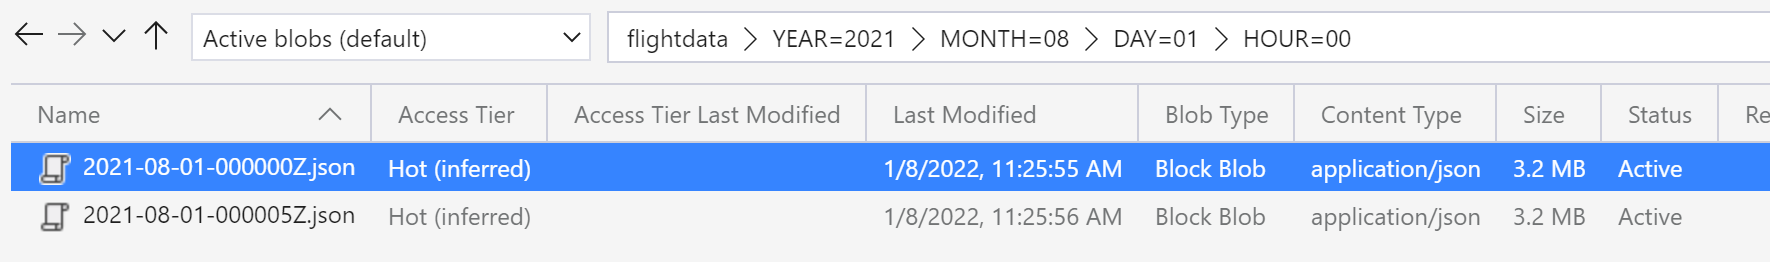 Active blobs (default) flightdata > YEAR=2021 > MONTH=08 > DAY=01 > HOUR=00
Name Access Tier Access Tier Last Modified Last Modified Blob Type Content Type Size Status Re
2021-08-01-000000Z.json Hot (inferred) 1/8/2022, 11:25:55 AM Block Blob application/json 3.2 MB Active
2021-08-01-000005Z.json Hot (inferred) 1/8/2022, 11:25:56 AM Block Blob application/json 3.2 MB Active